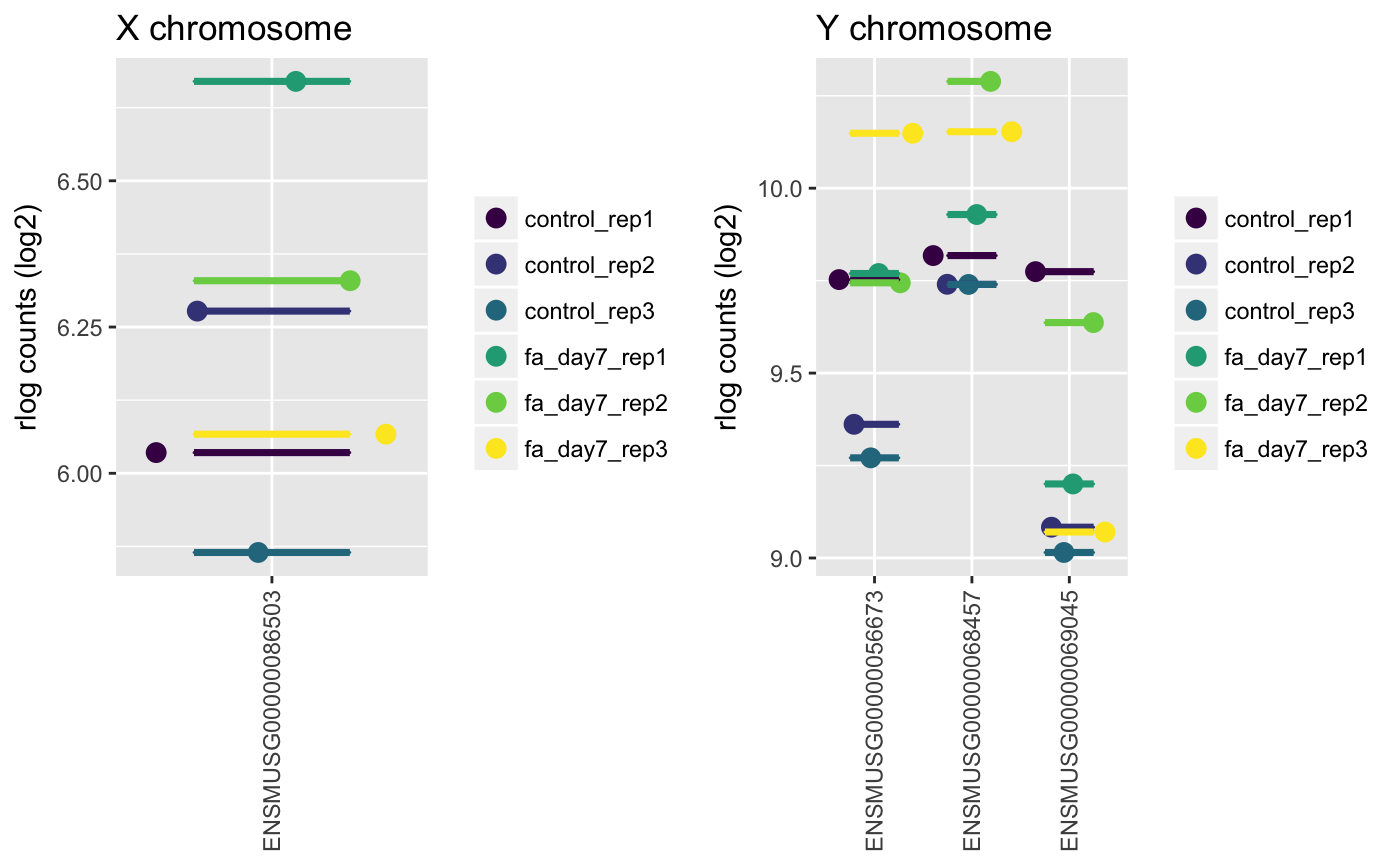 X chromosome
rlog counts (log2)
6.50
6.25
6.00
ENSMUSG00000086503
control_rep1
control_rep2
control_rep3
fa_day7_rep1
fa_day7_rep2
fa_day7_rep3
Y chromosome
rlog counts (log2)
10.0
9.5
9.0
ENSMUSG00000056673
ENSMUSG00000068457
ENSMUSG00000069045
control_rep1
control_rep2
control_rep3
fa_day7_rep1
fa_day7_rep2
fa_day7_rep3